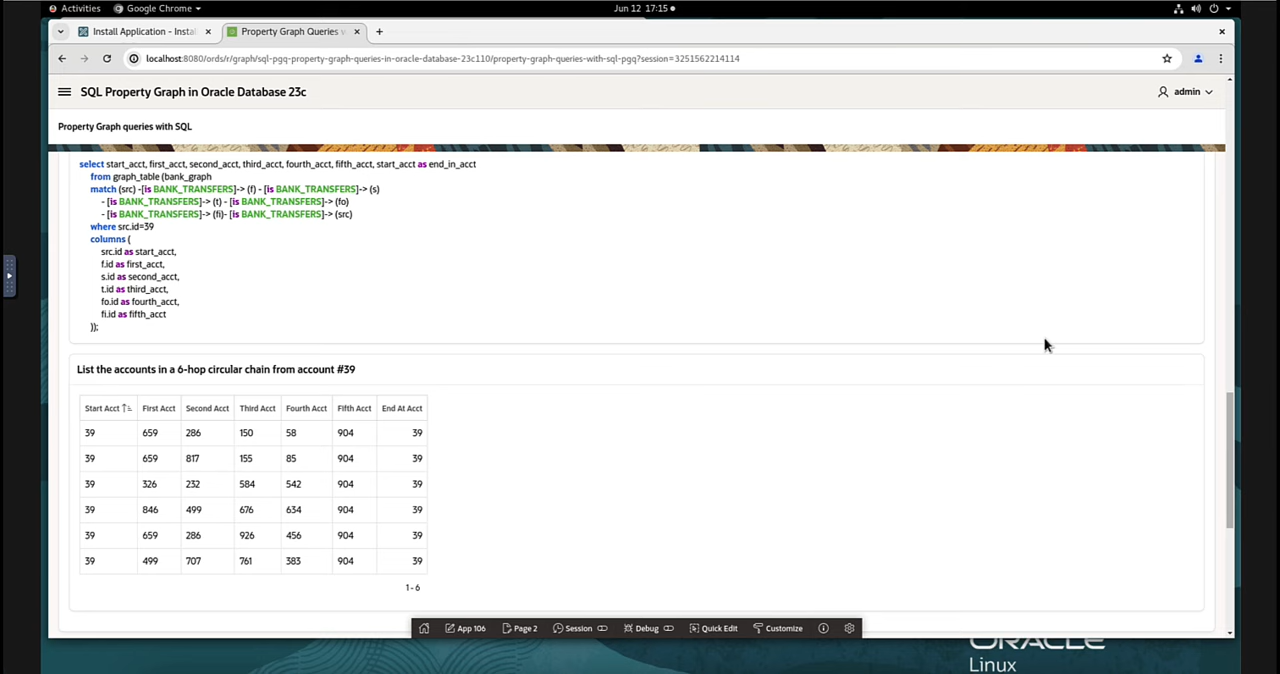 Activities
Google Chrome
Jun 12 17:15
Install Application - Insta
Property Graph Queries v
localhost:8080/ords/r/graph/sql-pgq-property-graph-queries-in-oracle-database-23c110/property-graph-queries-with-sql-pgq?session=3251562214114
SQL Property Graph in Oracle Database 23c
admin
Property Graph queries with SQL
select start_acct, first_acct, second_acct, third_acct, fourth_acct, fifth_acct, start_acct as end_in_acct
from graph_table (bank_graph
match (src) -[is BANK_TRANSFERS]-> (f) - [is BANK_TRANSFERS]-> (s)
- [is BANK_TRANSFERS]-> (t) - [is BANK_TRANSFERS]-> (fo)
- [is BANK_TRANSFERS]-> (fi)- [is BANK_TRANSFERS]-> (src)
where src.id=39
columns (
src.id as start_acct,
f.id as first_acct,
s.id as second_acct,
t.id as third_acct,
fo.id as fourth_acct,
fi.id as fifth_acct
));
List the accounts in a 6-hop circular chain from account #39
Start Acct First Acct Second Acct Third Acct Fourth Acct Fifth Acct End At Acct
39 659 286 150 58 904 39
39 659 817 155 85 904 39
39 326 232 584 542 904 39
39 846 499 676 634 904 39
39 659 286 926 456 904 39
39 499 707 761 383 904 39
1 - 6
App 106 Page 2 Session Debug Quick Edit Customize
ORACLE
Linux